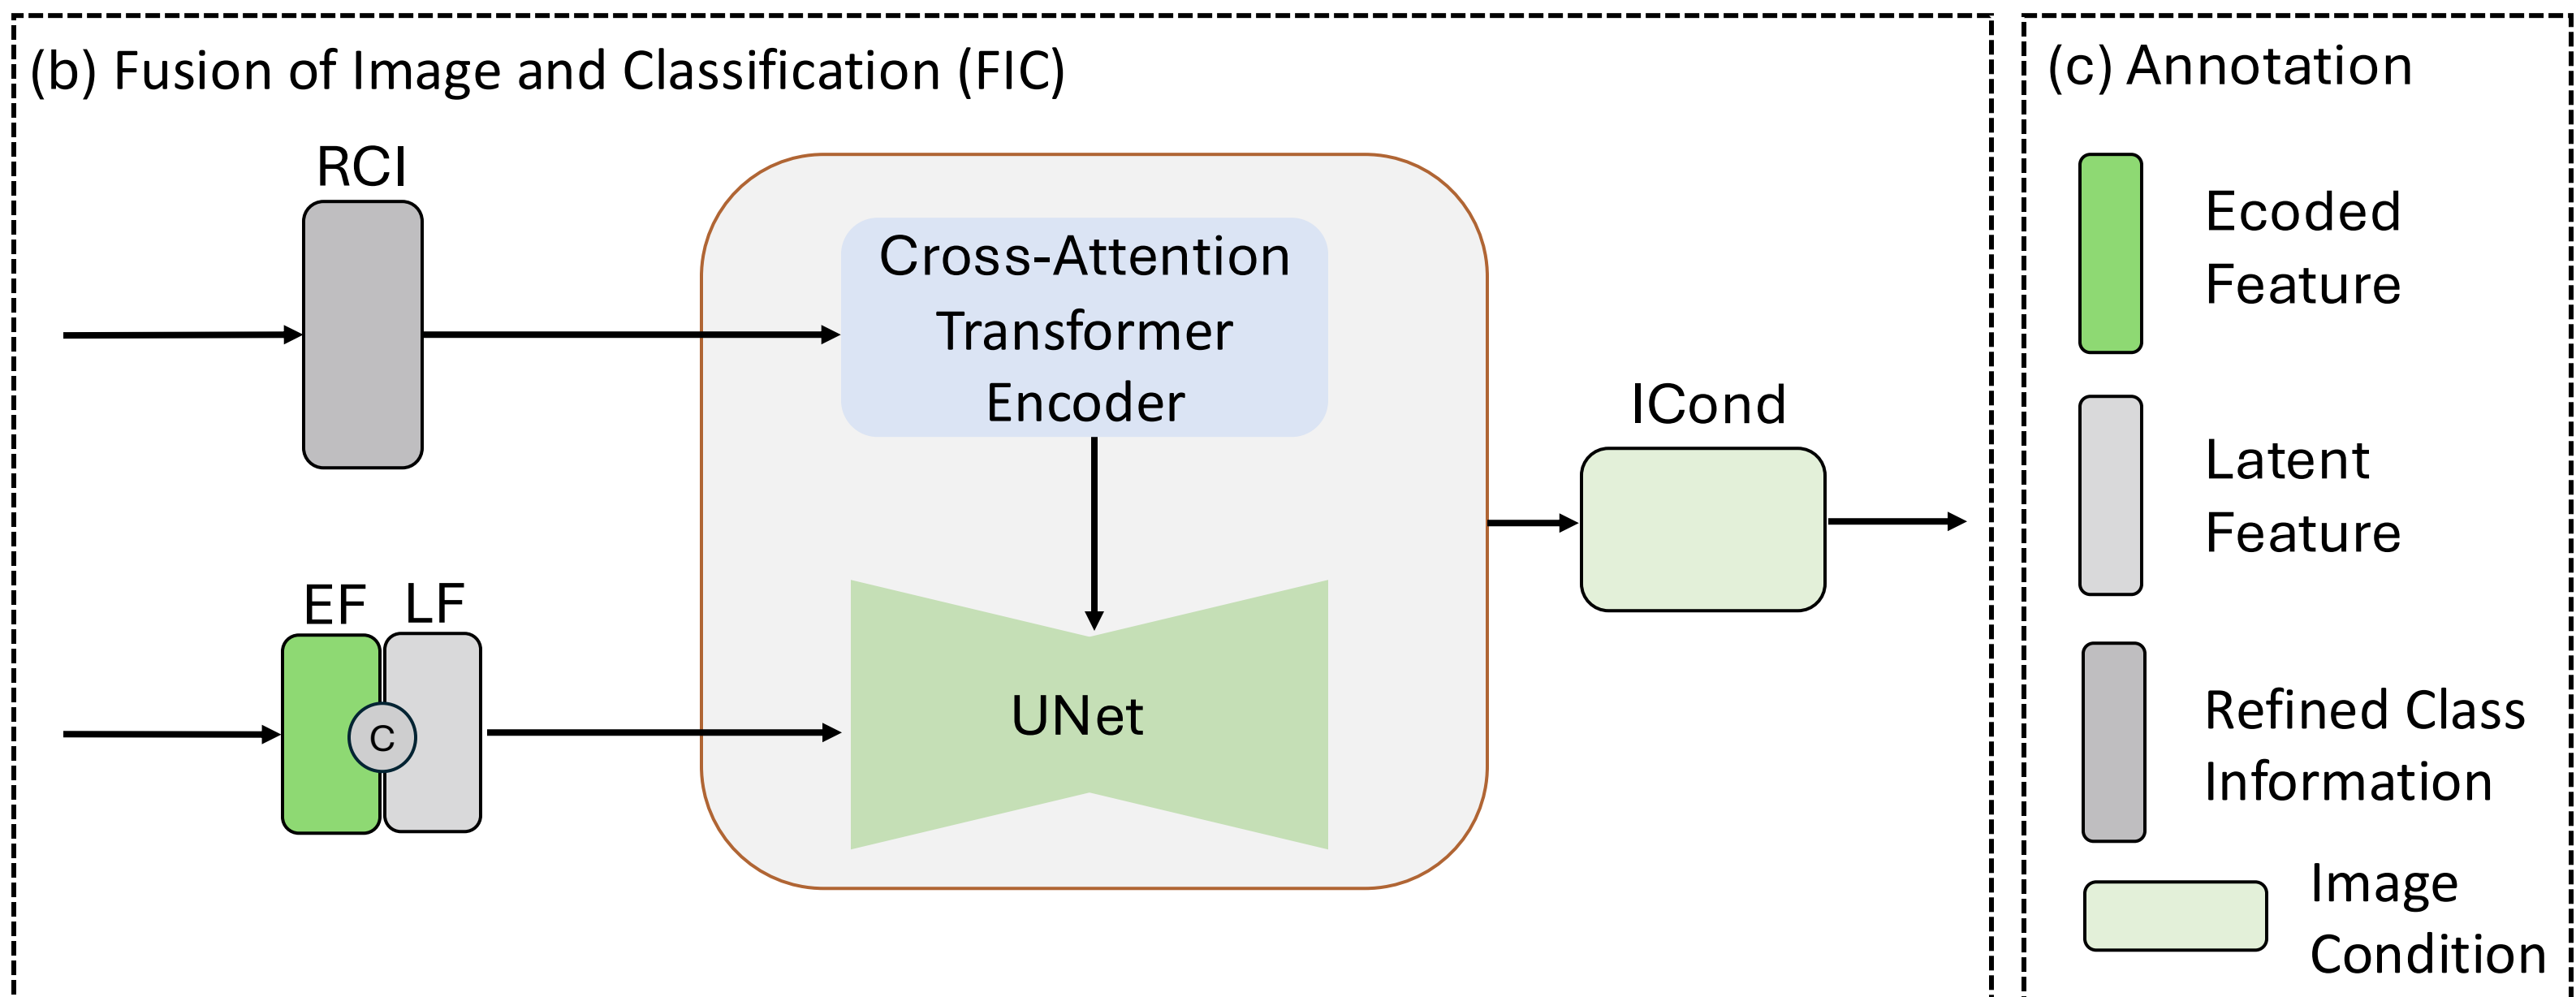 (b) Fusion of Image and Classification (FIC)
RCI
Cross-Attention
Transformer
Encoder
ICond
EF LF
C
UNet
(c) Annotation
Ecoded
Feature
Latent
Feature
Refined Class
Information
Image
Condition